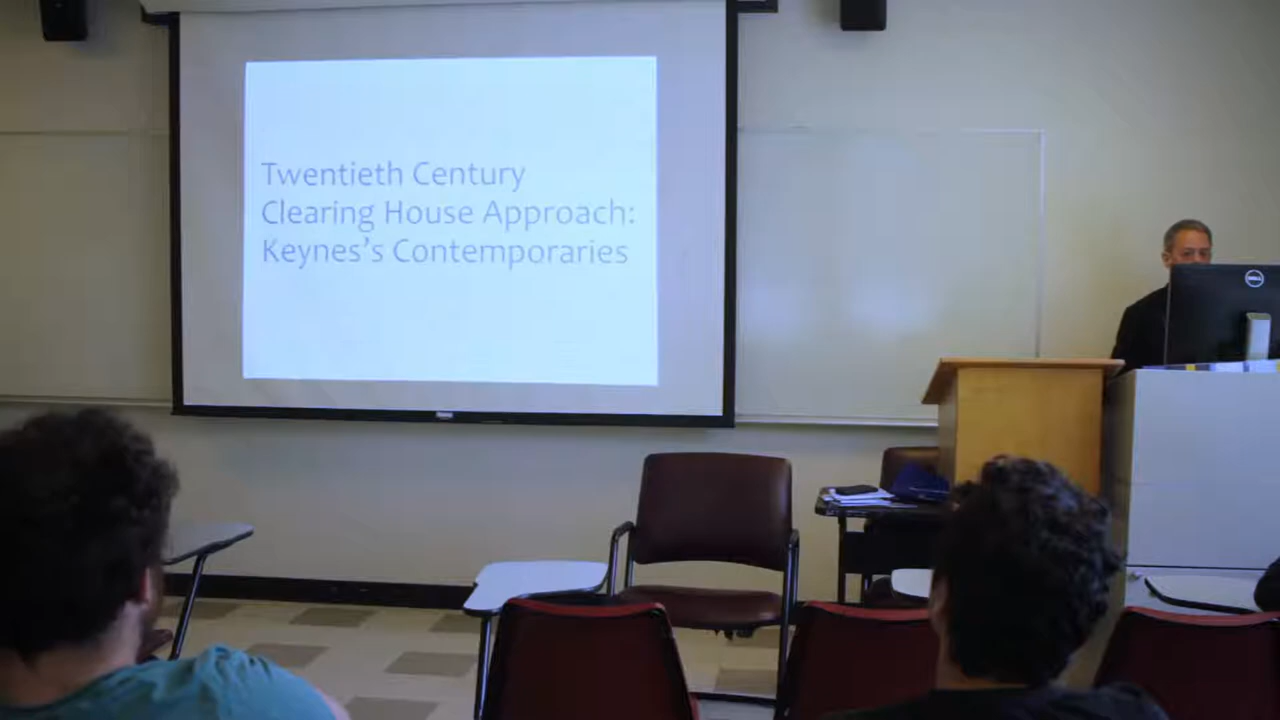 Twentieth Century
Clearing House Approach:
Keynes's Contemporaries
DELL